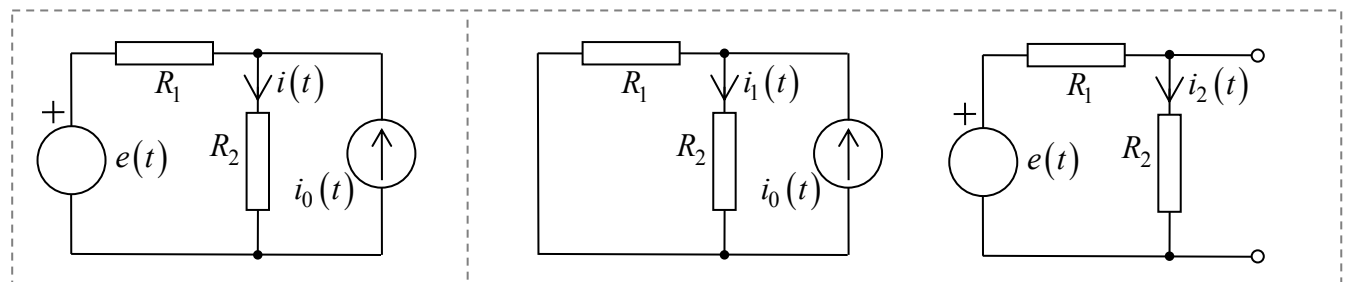 R₁ i(t)
+ e(t) R₂ i₀(t)
R₁ i₁(t)
R₂ i₀(t)
R₁ i₂(t)
+ e(t) R₂